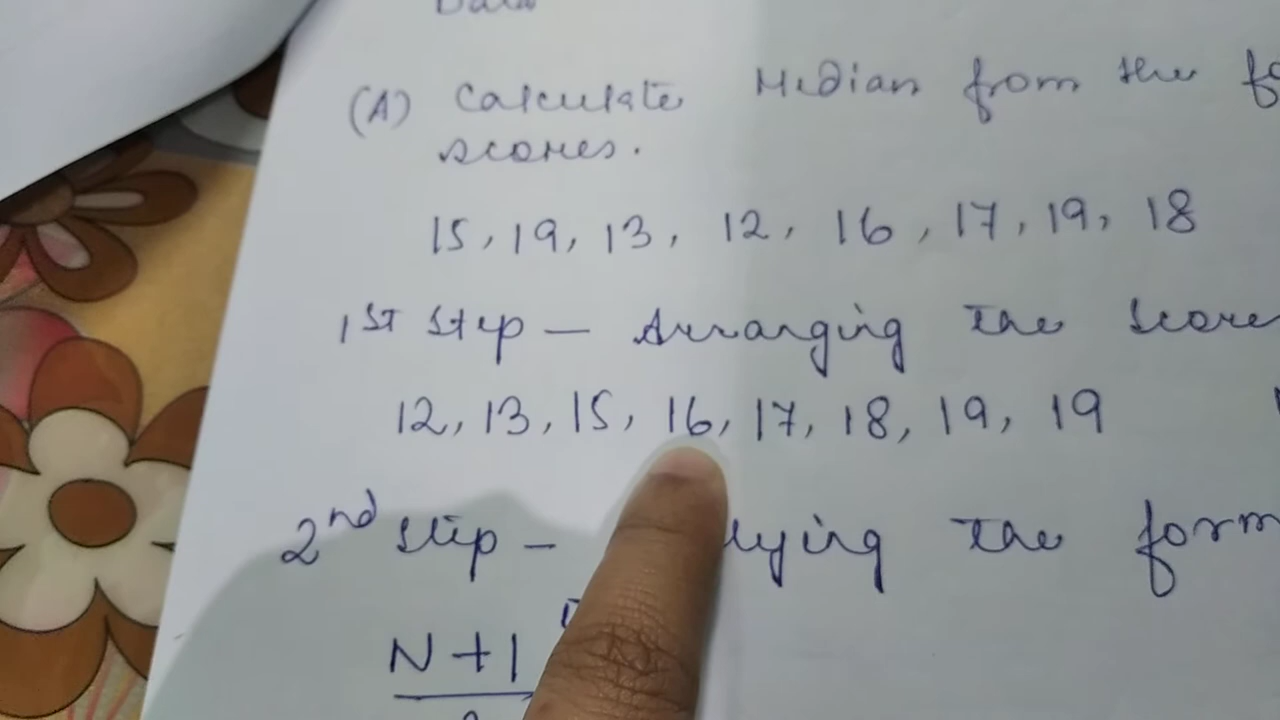 (A) Calculate Median from the
scores.
15, 19, 13, 12, 16, 17, 19, 18
1st step - Arranging the score
12, 13, 15, 16, 17, 18, 19, 19
2nd step - the form
N+1